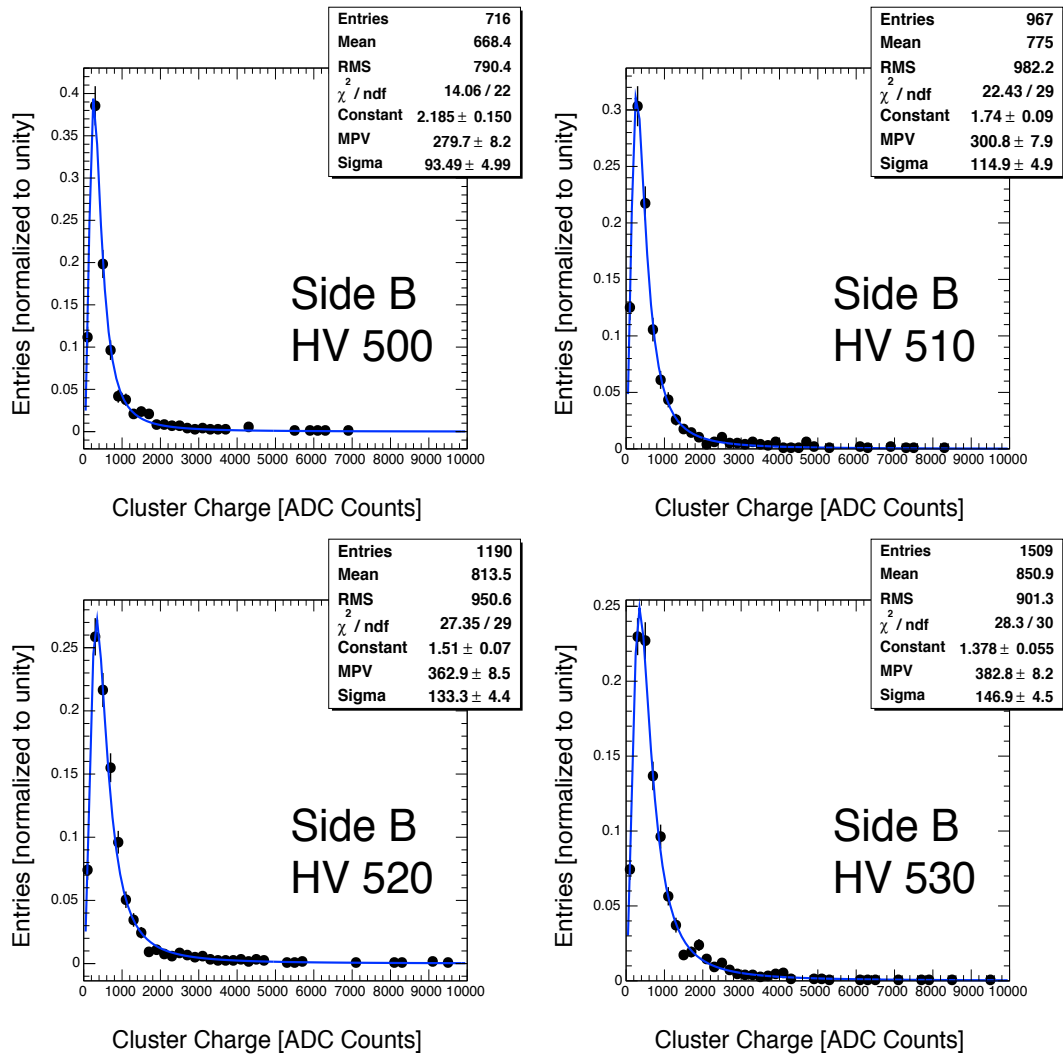 Entries 716
Mean 668.4
RMS 790.4
χ² / ndf 14.06 / 22
Constant 2.185 ± 0.150
MPV 279.7 ± 8.2
Sigma 93.49 ± 4.99
Entries [normalized to unity]
0.4
0.35
0.3
0.25
0.2
0.15
0.1
0.05
0
Side B
HV 500
0 1000 2000 3000 4000 5000 6000 7000 8000 9000 10000
Cluster Charge [ADC Counts]
Entries 967
Mean 775
RMS 982.2
χ² / ndf 22.43 / 29
Constant 1.74 ± 0.09
MPV 300.8 ± 7.9
Sigma 114.9 ± 4.9
Entries [normalized to unity]
0.3
0.25
0.2
0.15
0.1
0.05
0
Side B
HV 510
0 1000 2000 3000 4000 5000 6000 7000 8000 9000 10000
Cluster Charge [ADC Counts]
Entries 1190
Mean 813.5
RMS 950.6
χ² / ndf 27.35 / 29
Constant 1.51 ± 0.07
MPV 362.9 ± 8.5
Sigma 133.3 ± 4.4
Entries [normalized to unity]
0.25
0.2
0.15
0.1
0.05
0
Side B
HV 520
0 1000 2000 3000 4000 5000 6000 7000 8000 9000 10000
Cluster Charge [ADC Counts]
Entries 1509
Mean 850.9
RMS 901.3
χ² / ndf 28.3 / 30
Constant 1.378 ± 0.055
MPV 382.8 ± 8.2
Sigma 146.9 ± 4.5
Entries [normalized to unity]
0.25
0.2
0.15
0.1
0.05
0
Side B
HV 530
0 1000 2000 3000 4000 5000 6000 7000 8000 9000 10000
Cluster Charge [ADC Counts]